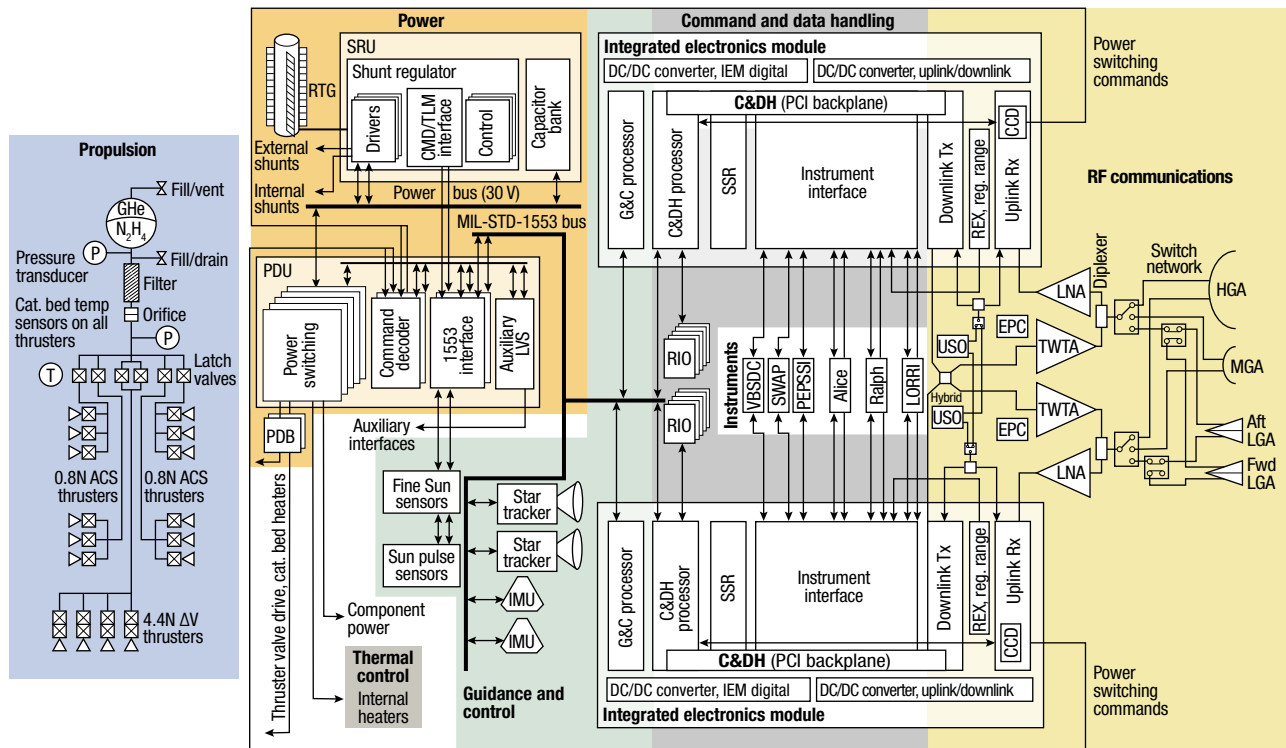 Propulsion
Fill/vent
GHe
N2H4
P
Pressure
transducer
Fill/drain
Filter
Cat. bed temp
sensors on all
thrusters
Orifice
P
T
Latch
valves
0.8N ACS
thrusters
0.8N ACS
thrusters
4.4N ΔV
thrusters
Power
RTG
External
shunts
Internal
shunts
SRU
Shunt regulator
Drivers
CMD/TLM
interface
Control
Capacitor
bank
Power bus (30 V)
MIL-STD-1553 bus
PDU
Power
switching
Command
decoder
1553
interface
Auxiliary
LVS
PDB
Auxiliary
interfaces
Thruster valve drive, cat. bed heaters
Component
power
Thermal
control
Internal
heaters
Fine Sun
sensors
Sun pulse
sensors
Star
tracker
Star
tracker
IMU
IMU
Guidance and
control
Command and data handling
Integrated electronics module
DC/DC converter, IEM digital
DC/DC converter, uplink/downlink
C&DH (PCI backplane)
G&C processor
C&DH processor
SSR
Instrument
interface
Downlink Tx
REX, reg. range
Uplink Rx
CCD
RIO
RIO
Instruments
VBSDC
SWAP
PEPSSI
Alice
Ralph
LORRI
G&C processor
C&DH
processor
SSR
Instrument
interface
Downlink Tx
REX, reg. range
Uplink Rx
CCD
C&DH (PCI backplane)
DC/DC converter, IEM digital
DC/DC converter, uplink/downlink
Integrated electronics module
Power
switching
commands
RF communications
Diplexer
Switch
network
LNA
HGA
EPC
USO
TWTA
MGA
Hybrid
USO
TWTA
EPC
Aft
LGA
LNA
Fwd
LGA
Power
switching
commands